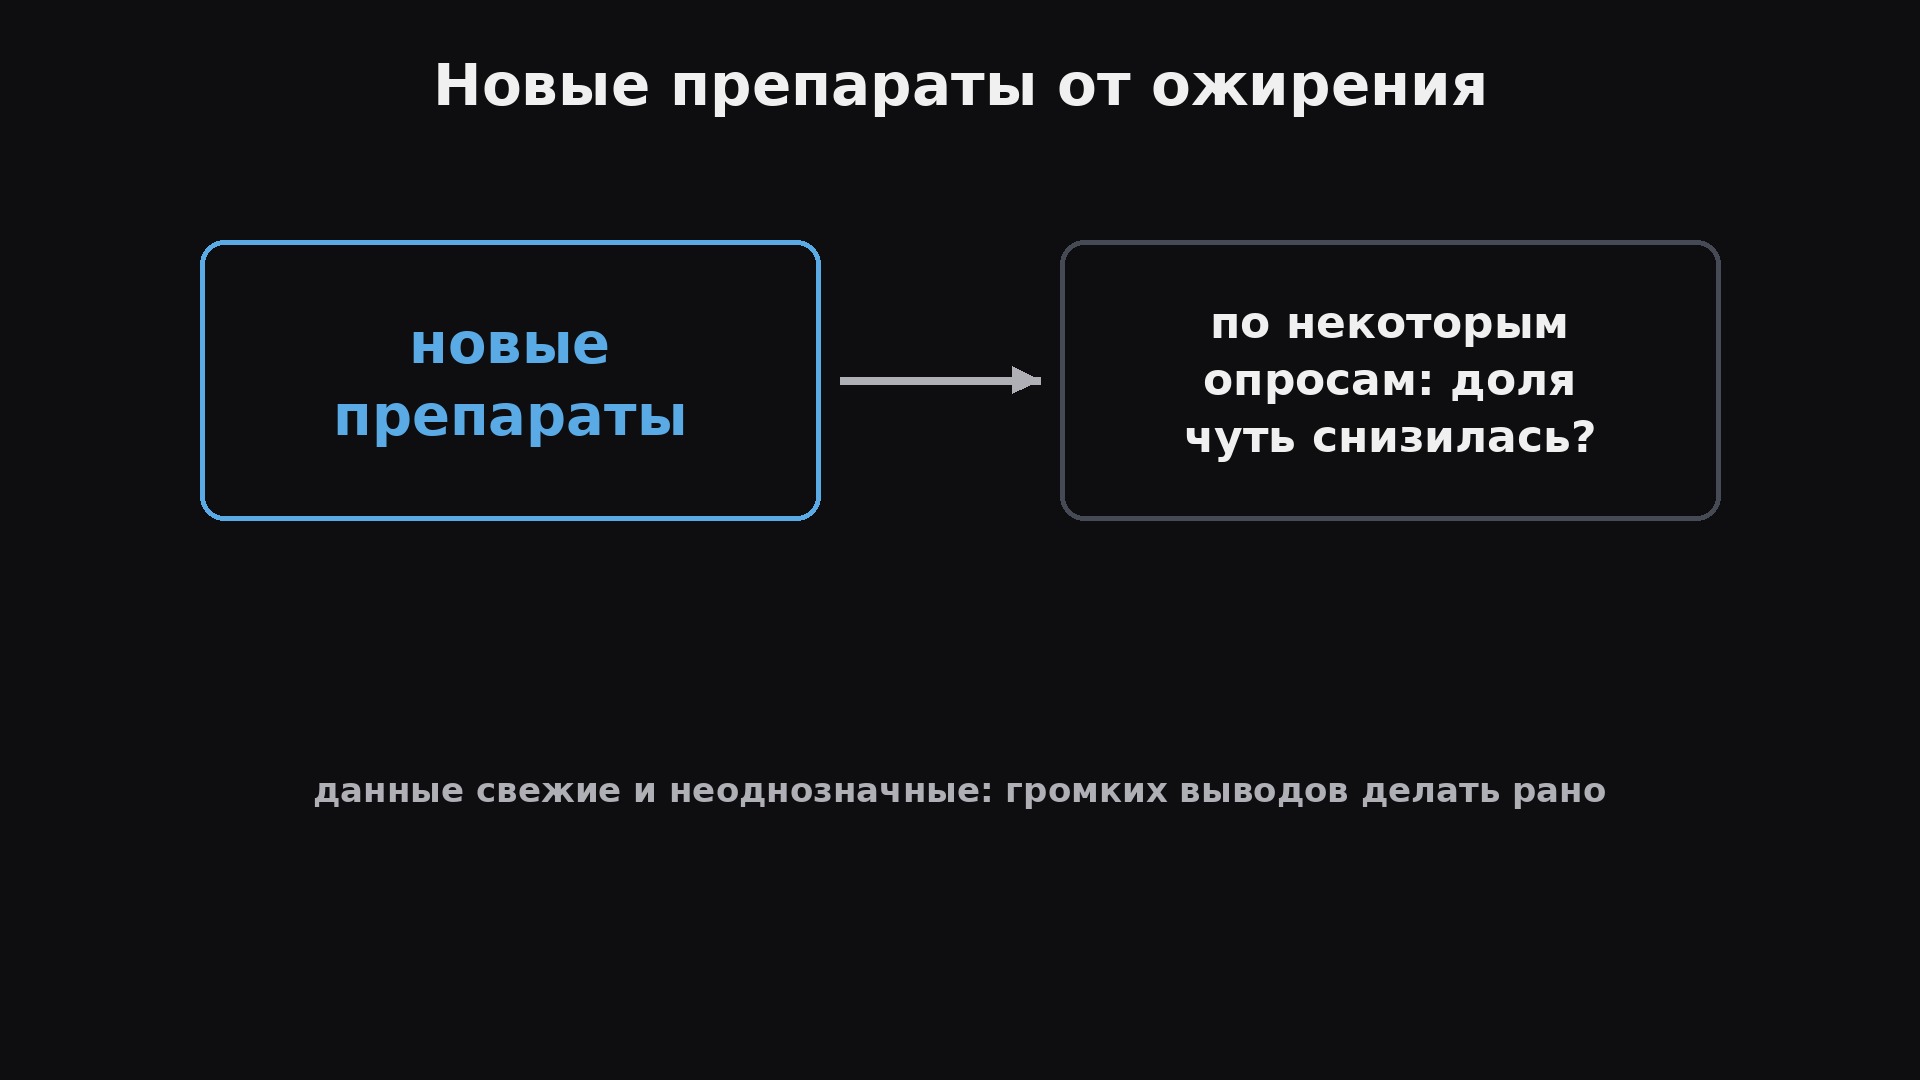 Новые препараты от ожирения
новые
препараты
по некоторым
опросам: доля
чуть снизилась?
данные свежие и неоднозначные: громких выводов делать рано